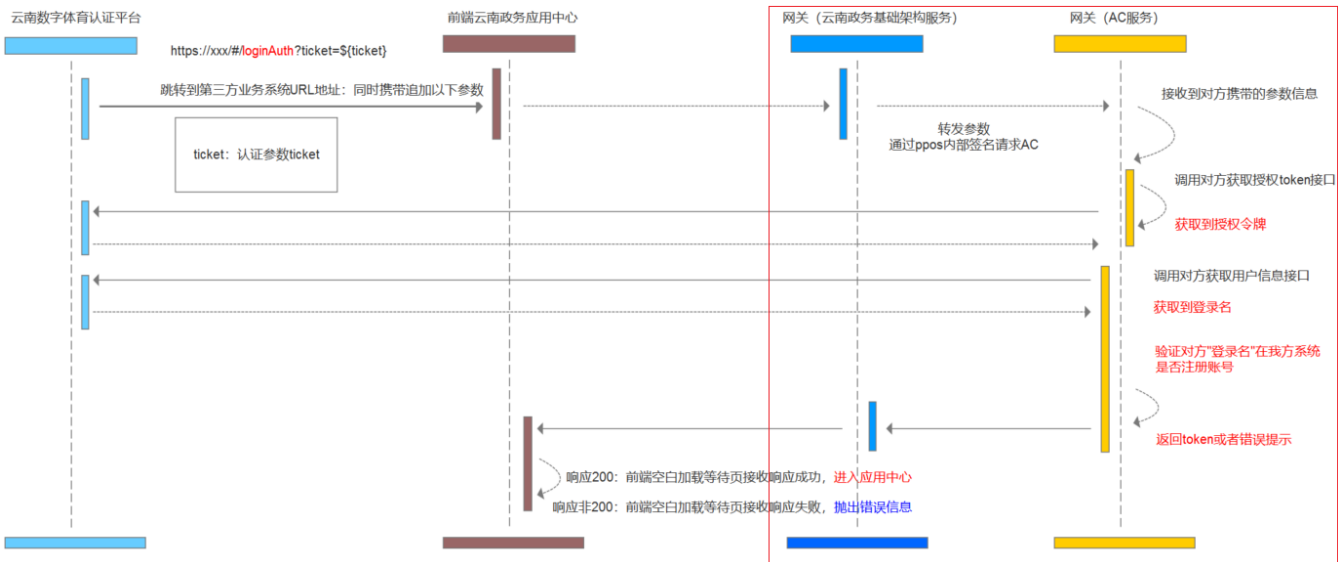 云南数字体育认证平台
前端云南政务应用中心
网关（云南政务基础架构服务）
网关（AC服务）
https://xxx/#/loginAuth?ticket=${ticket}
跳转到第三方业务系统URL地址：同时携带追加以下参数
接收到对方携带的参数信息
转发参数
通过ppos内部签名请求AC
ticket：认证参数ticket
调用对方获取授权token接口
获取到授权令牌
调用对方获取用户信息接口
获取到登录名
验证对方"登录名"在我方系统
是否注册账号
返回token或者错误提示
响应200：前端空白加载等待页接收响应成功，进入应用中心
响应非200：前端空白加载等待页接收响应失败，抛出错误信息